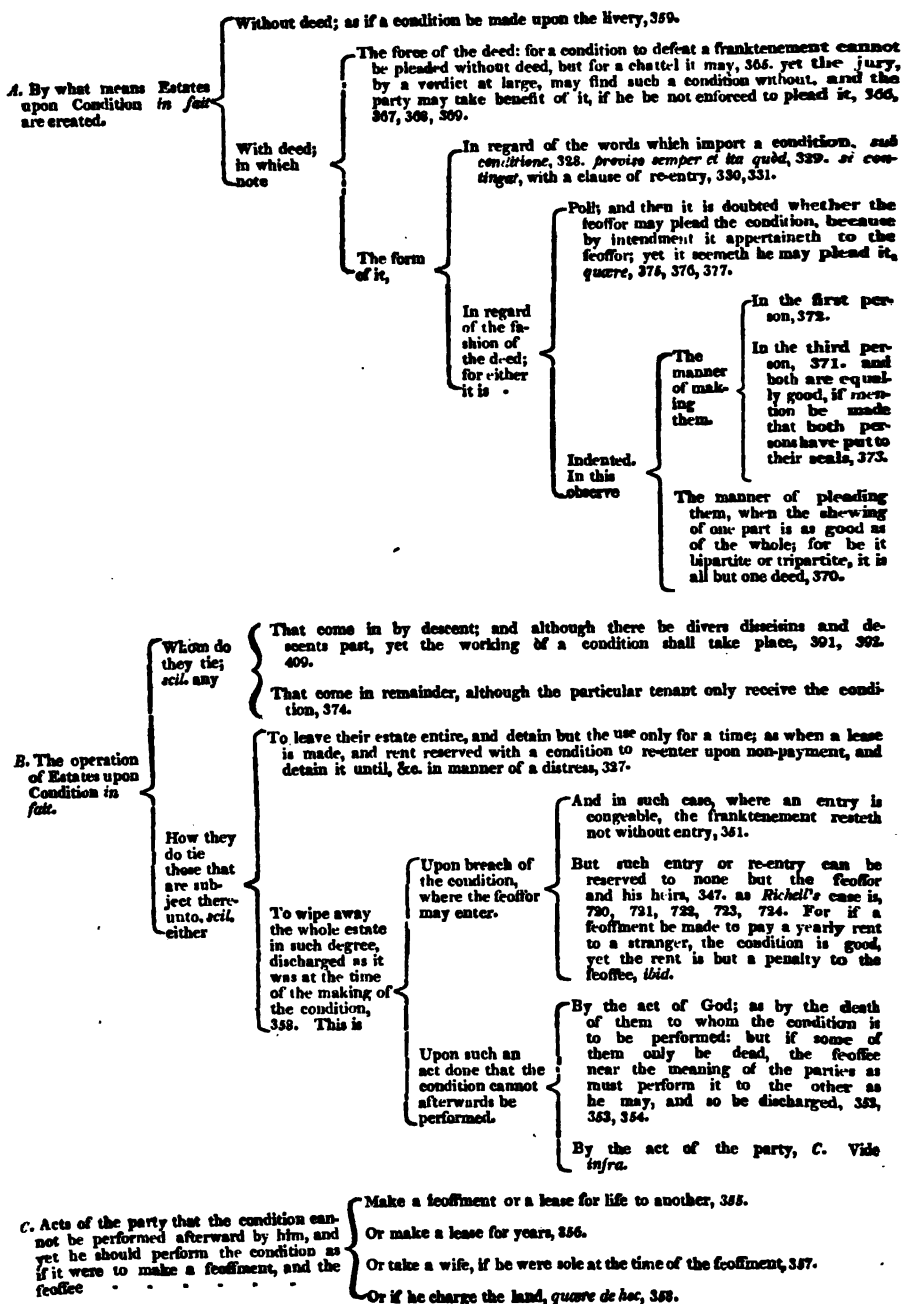 A. By what means Estates
upon Condition in fait
are created.
Without deed; as if a condition be made upon the livery, 359.
With deed;
in which
note
The force of the deed: for a condition to defeat a franktenement cannot
be pleaded without deed, but for a chattel it may, 365. yet the jury,
by a verdict at large, may find such a condition without, and the
party may take benefit of it, if he be not enforced to plead it, 366,
367, 368, 369.
The form
of it,
In regard of the words which import a condition, sub
conditione, 328. proviso semper et ita quòd, 329. si con-
tingat, with a clause of re-entry, 330, 331.
In regard
of the fa-
shion of
the deed;
for either
it is
Poll; and then it is doubted whether the
feoffor may plead the condition, because
by intendment it appertaineth to the
feoffor; yet it seemeth he may plead it,
quære, 375, 376, 377.
Indented.
In this
observe
The
manner
of mak-
ing
them.
In the first per-
son, 372.
In the third per-
son, 371. and
both are equal-
ly good, if men-
tion be made
that both per-
sons have put to
their seals, 373.
The manner of pleading
them, when the shewing
of one part is as good as
of the whole; for be it
bipartite or tripartite, it is
all but one deed, 370.
B. The operation
of Estates upon
Condition in
fait.
Whom do
they tie;
scil. any
That come in by descent; and although there be divers disseisins and de-
scents past, yet the working of a condition shall take place, 391, 392.
409.
That come in remainder, although the particular tenant only receive the condi-
tion, 374.
How they
do tie
those that
are sub-
ject there-
unto, scil.
either
To leave their estate entire, and detain but the use only for a time; as when a lease
is made, and rent reserved with a condition to re-enter upon non-payment, and
detain it until, &c. in manner of a distress, 327.
To wipe away
the whole estate
in such degree,
discharged as it
was at the time
of the making of
the condition,
358. This is
Upon breach of
the condition,
where the feoffor
may enter.
And in such case, where an entry is
congeable, the franktenement resteth
not without entry, 351.
But such entry or re-entry can be
reserved to none but the feoffor
and his heirs, 347. as Richell's case is,
720, 721, 722, 723, 724. For if a
feoffment be made to pay a yearly rent
to a stranger, the condition is good,
yet the rent is but a penalty to the
feoffee, ibid.
Upon such an
act done that the
condition cannot
afterwards be
performed.
By the act of God; as by the death
of them to whom the condition is
to be performed: but if some of
them only be dead, the feoffee
near the meaning of the parties as
must perform it to the other as
he may, and so be discharged, 352,
353, 354.
By the act of the party, C. Vide
infra.
C. Acts of the party that the condition can-
not be performed afterward by him, and
yet he should perform the condition as
if it were to make a feoffment, and the
feoffee - - - - - -
Make a feoffment or a lease for life to another, 355.
Or make a lease for years, 356.
Or take a wife, if he were sole at the time of the feoffment, 357.
Or if he charge the land, quære de hoc, 358.